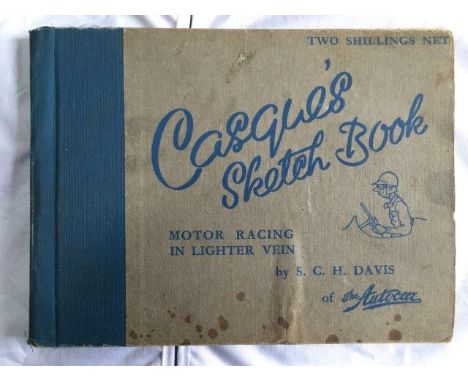 TWO SHILLINGS NET
Casque's
Sketch Book
MOTOR RACING
IN LIGHTER VEIN
by S. C. H. DAVIS
of The Autocar